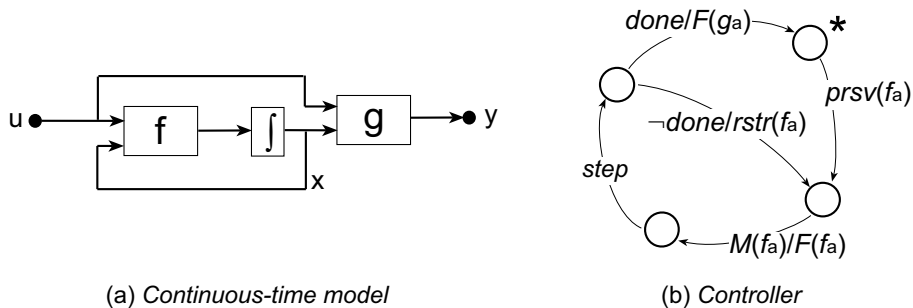 u
f
∫
g
y
x
(a) Continuous-time model
done/F(ga)
*
prsv(fa)
¬done/rstr(fa)
step
M(fa)/F(fa)
(b) Controller